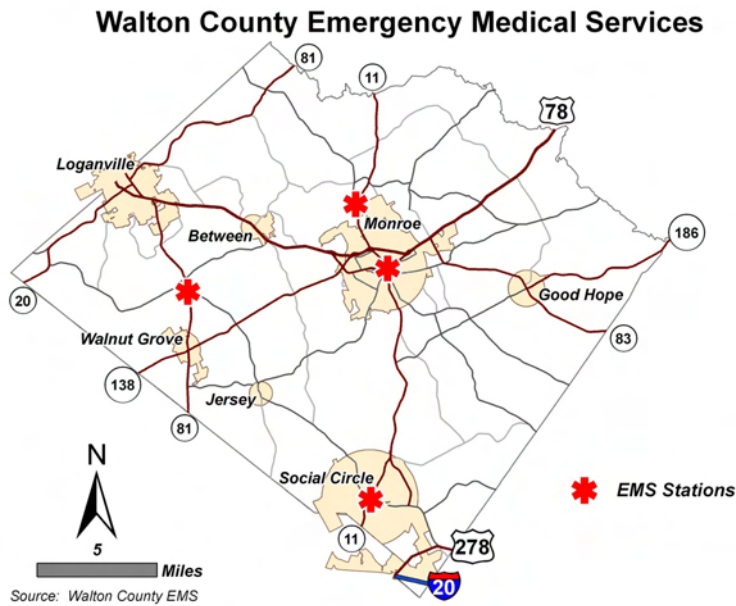 Walton County Emergency Medical Services
81
11
78
Loganville
Monroe
Between
186
20
Good Hope
Walnut Grove
83
138
Jersey
81
N
Social Circle
EMS Stations
11
278
5
Miles
20
Source: Walton County EMS